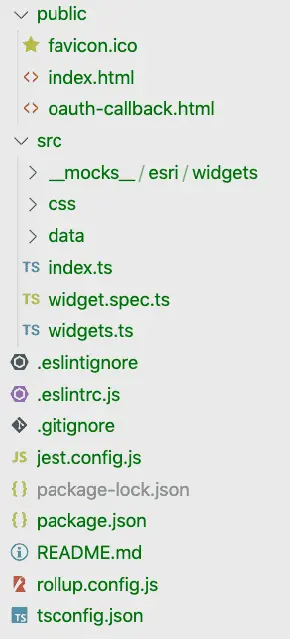 public
favicon.ico
<> index.html
<> oauth-callback.html
src
__mocks__ / esri / widgets
css
data
TS index.ts
TS widget.spec.ts
TS widgets.ts
.eslintignore
.eslintrc.js
.gitignore
JS jest.config.js
{} package-lock.json
{} package.json
README.md
rollup.config.js
TS tsconfig.json